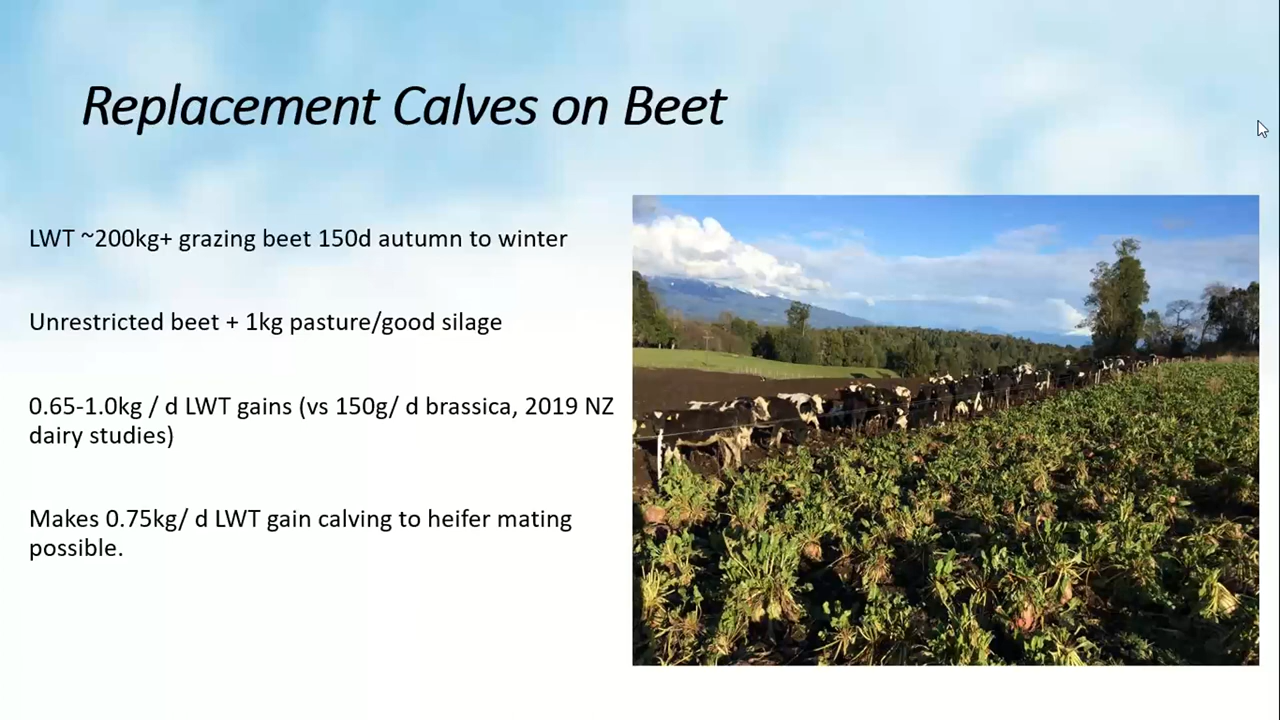 Replacement Calves on Beet
LWT ~200kg+ grazing beet 150d autumn to winter
Unrestricted beet + 1kg pasture/good silage
0.65-1.0kg / d LWT gains (vs 150g/ d brassica, 2019 NZ
dairy studies)
Makes 0.75kg/ d LWT gain calving to heifer mating
possible.